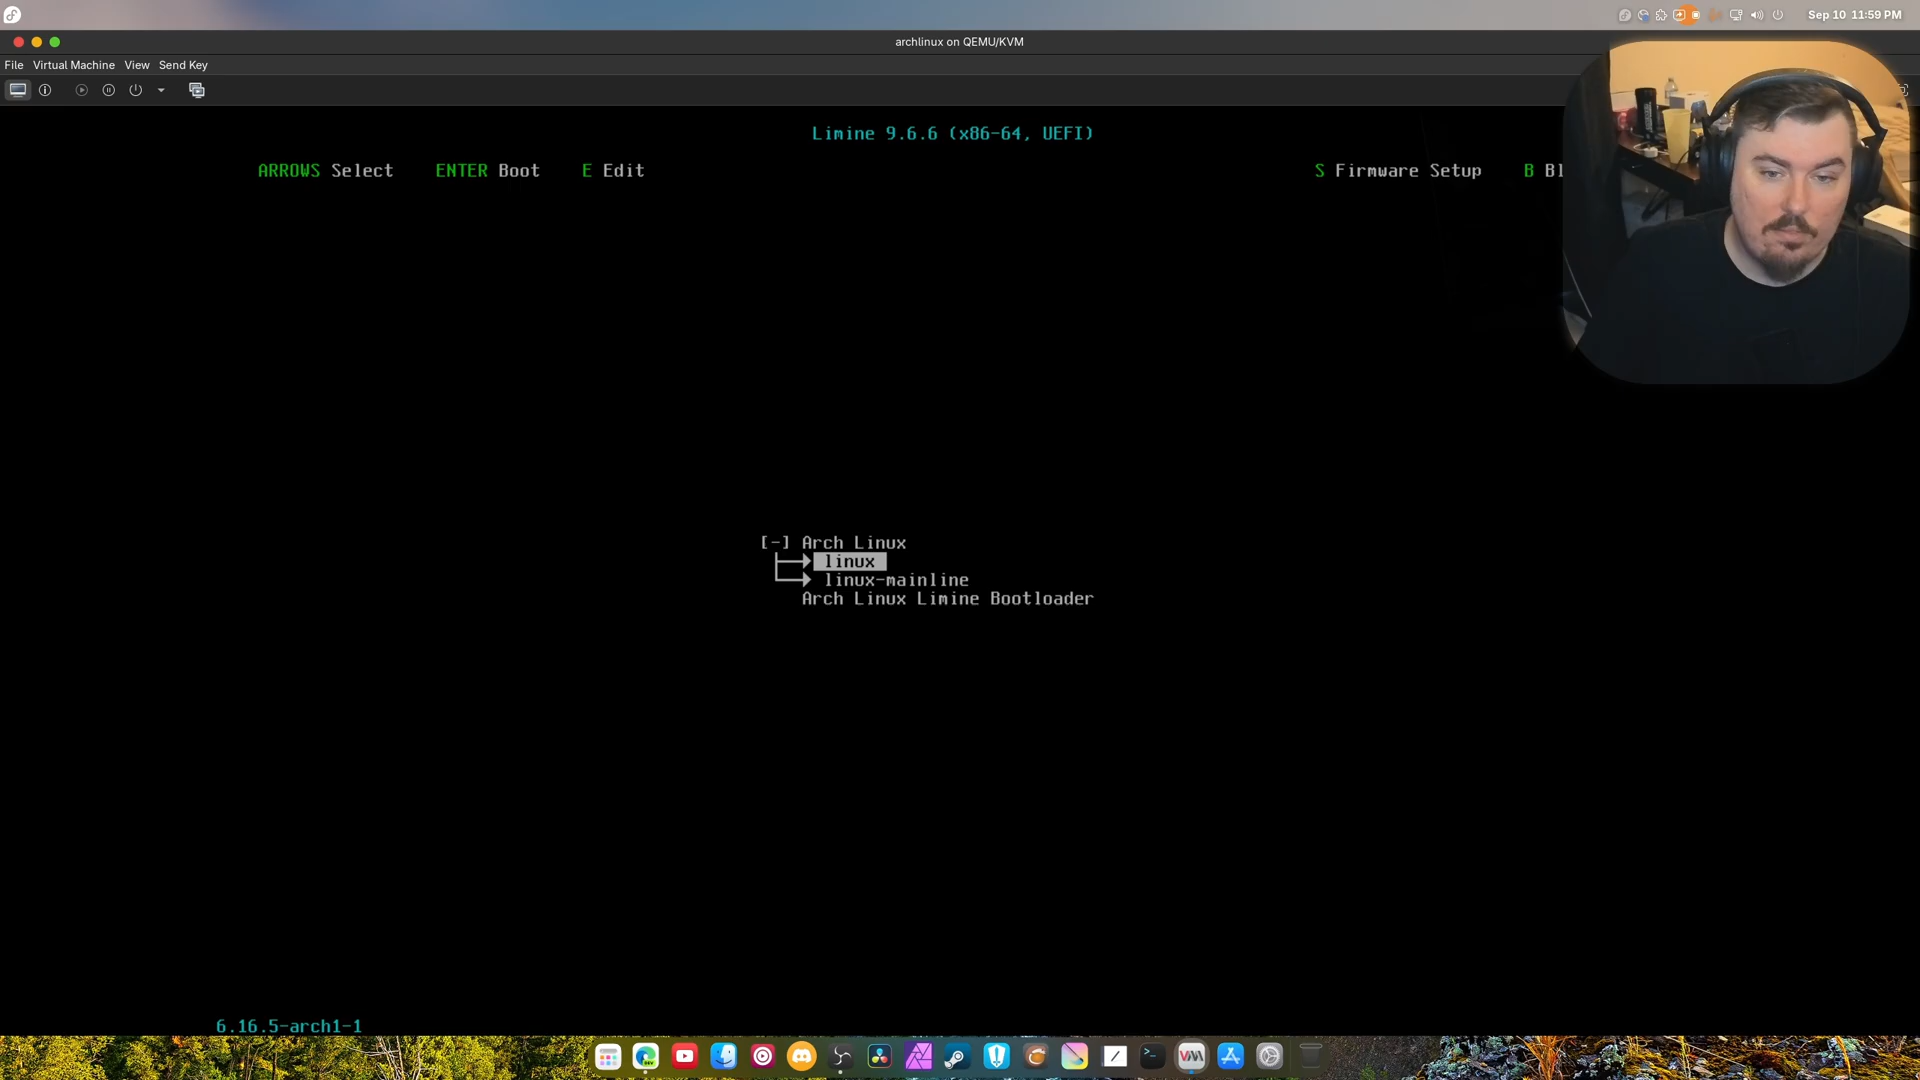 Sep 10 11:59 PM
archlinux on QEMU/KVM
File Virtual Machine View Send Key
Limine 9.6.6 (x86-64, UEFI)
ARROWS Select ENTER Boot E Edit S Firmware Setup B Bl
[-] Arch Linux
linux
linux-mainline
Arch Linux Limine Bootloader
6.16.5-arch1-1